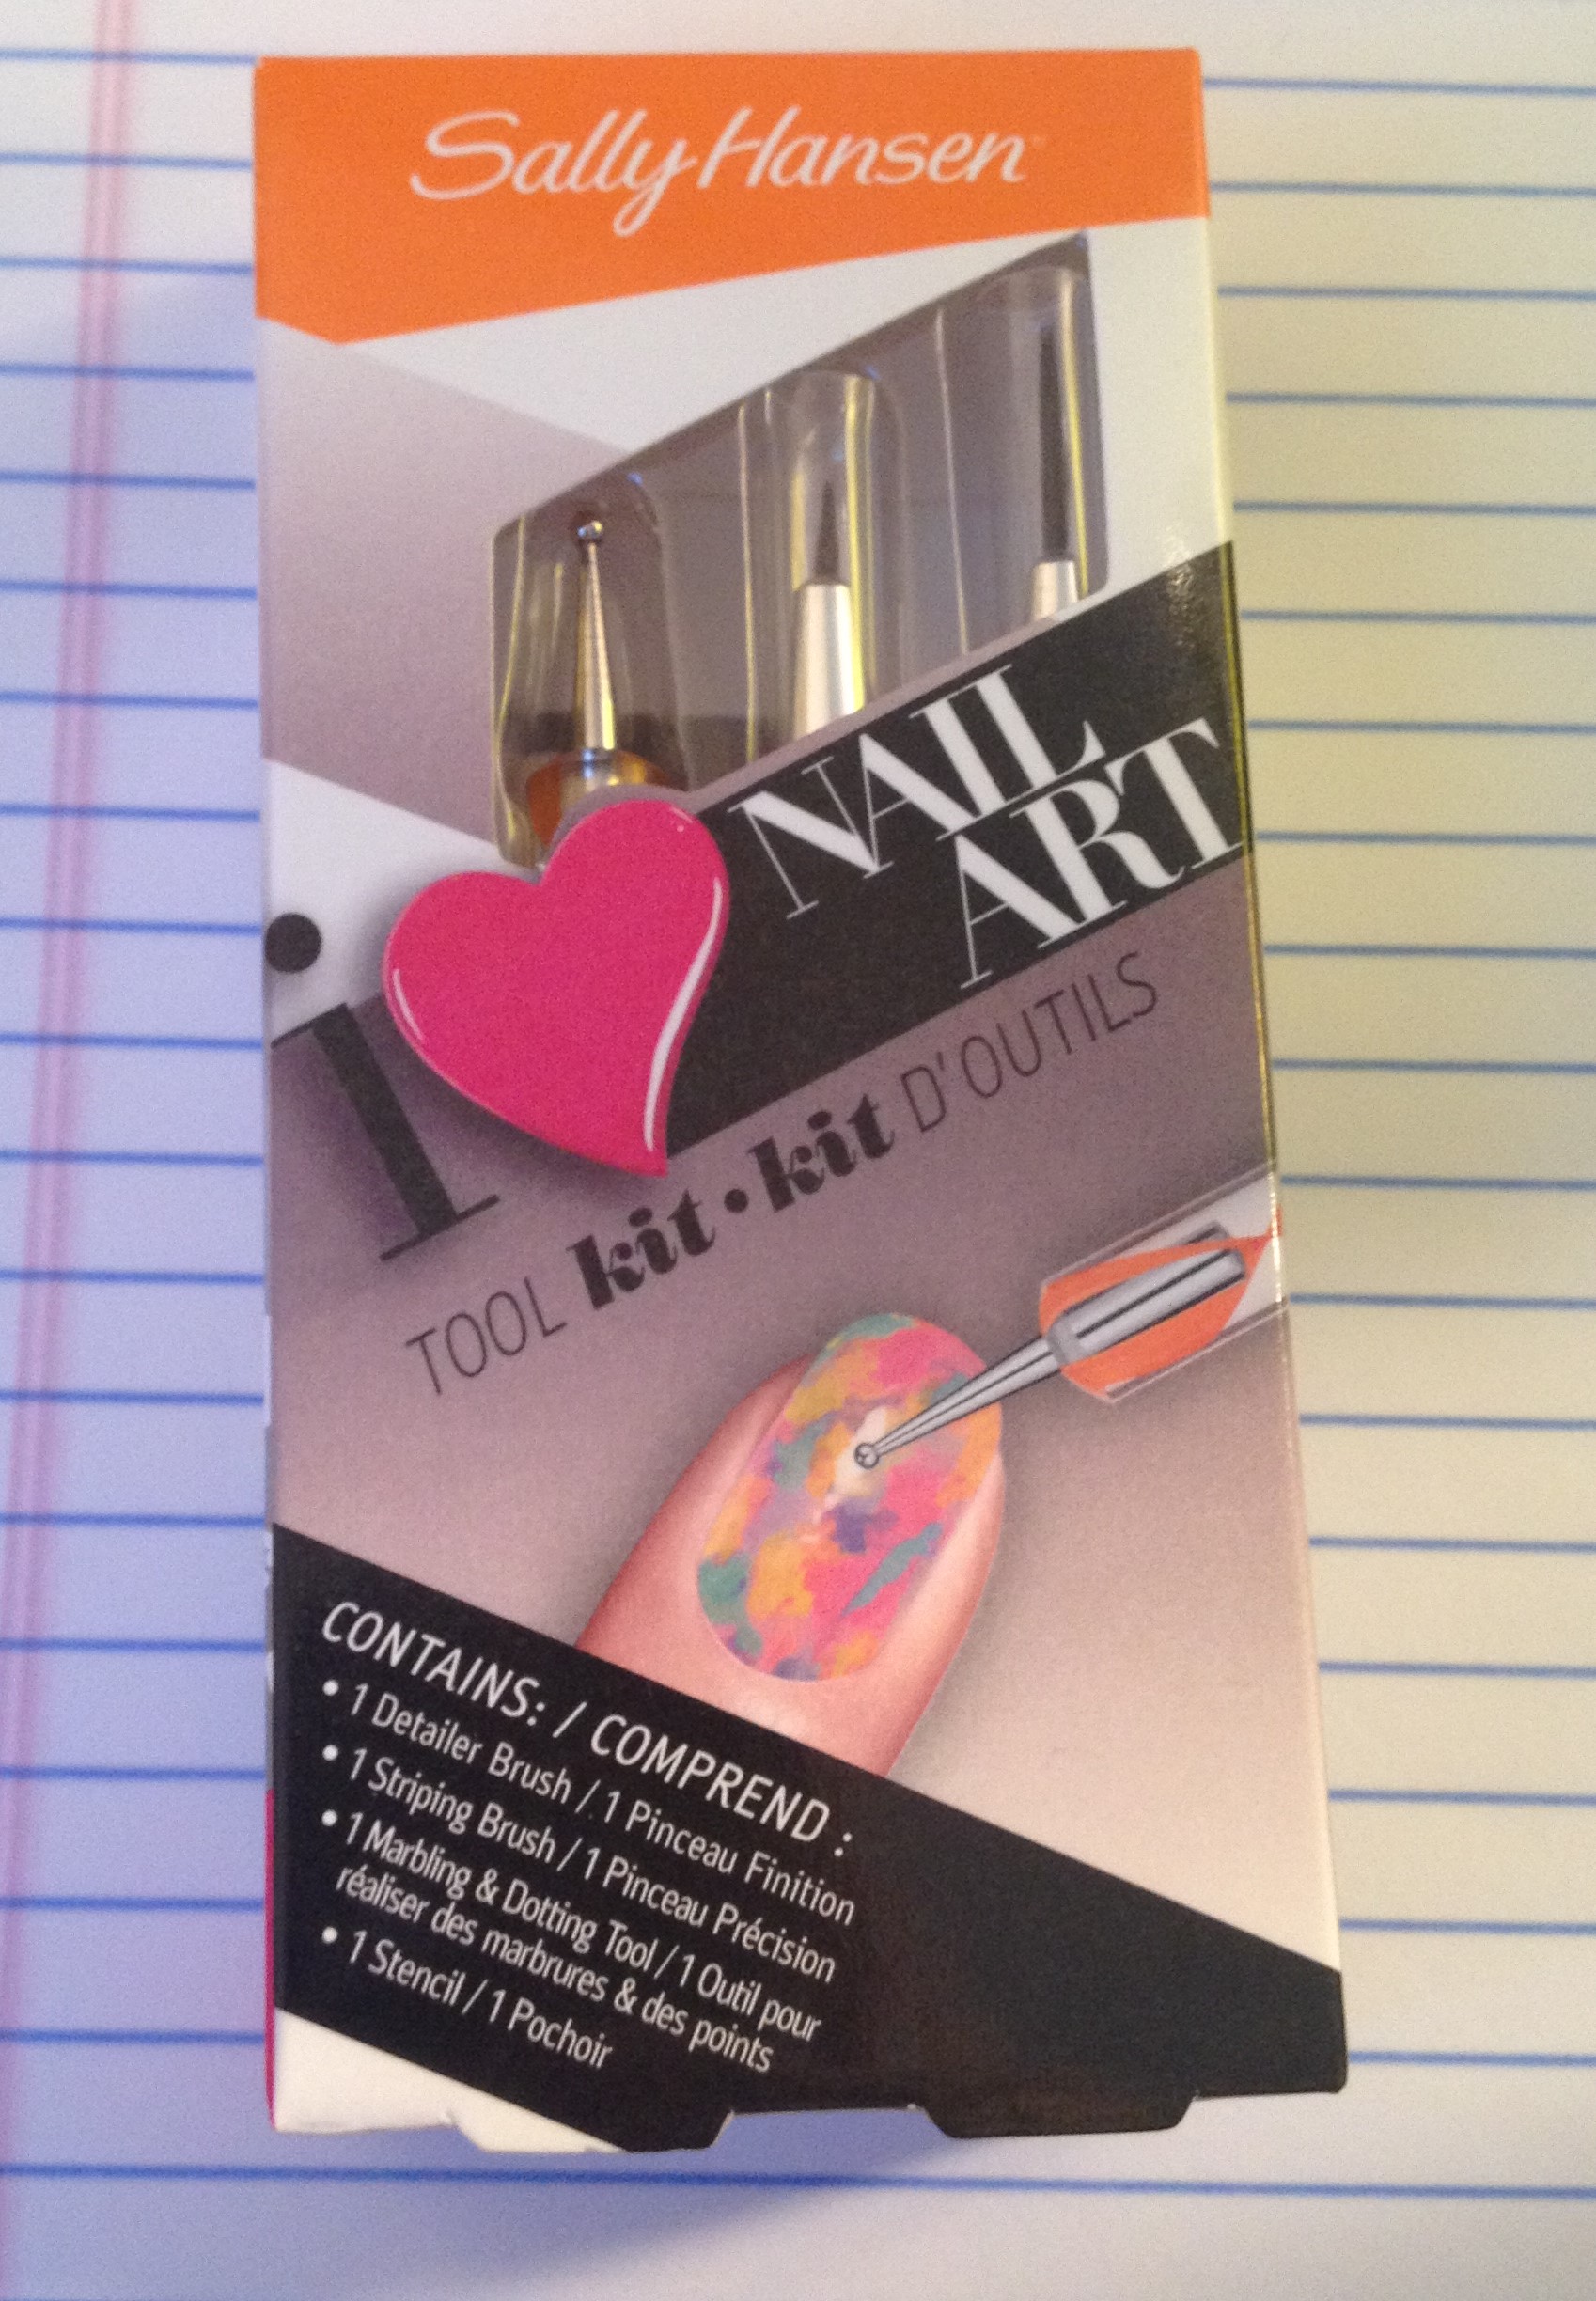 Sally Hansen
i
NAIL
ART
TOOL kit • kit D'OUTILS
CONTAINS: / COMPREND :
• 1 Detailer Brush / 1 Pinceau Finition
• 1 Striping Brush / 1 Pinceau Précision
• 1 Marbling & Dotting Tool / 1 Outil pour
réaliser des marbrures & des points
• 1 Stencil / 1 Pochoir